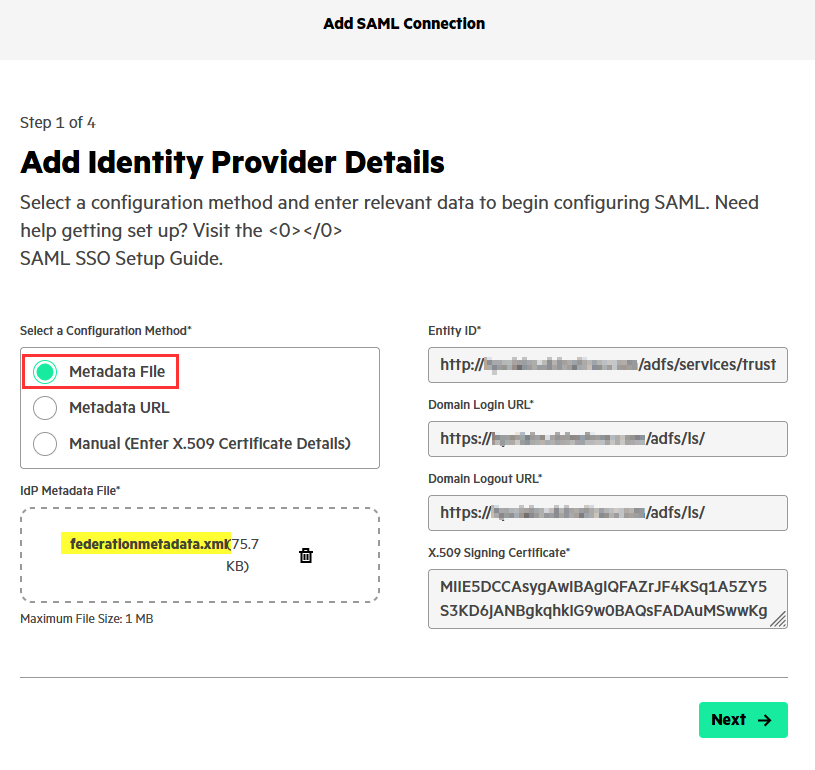 Add SAML Connection
Step 1 of 4
Add Identity Provider Details
Select a configuration method and enter relevant data to begin configuring SAML. Need
help getting set up? Visit the <0></0>
SAML SSO Setup Guide.
Select a Configuration Method*
Metadata File
Metadata URL
Manual (Enter X.509 Certificate Details)
IdP Metadata File*
federationmetadata.xml(75.7
KB)
Maximum File Size: 1 MB
Entity ID*
http:// /adfs/services/trust
Domain Login URL*
https:// /adfs/ls/
Domain Logout URL*
https:// /adfs/ls/
X.509 Signing Certificate*
MIIE5DCCAsygAwIBAgIQFAZrJF4KSq1A5ZY5
S3KD6jANBgkqhkiG9w0BAQsFADAuMSwwKg
Next